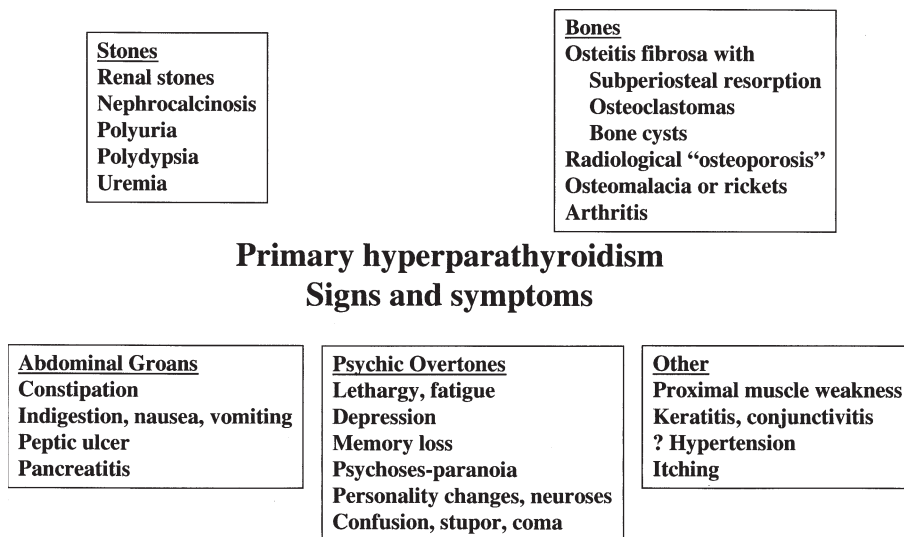 Stones
Renal stones
Nephrocalcinosis
Polyuria
Polydypsia
Uremia
Bones
Osteitis fibrosa with
Subperiosteal resorption
Osteoclastomas
Bone cysts
Radiological “osteoporosis”
Osteomalacia or rickets
Arthritis
Primary hyperparathyroidism
Signs and symptoms
Abdominal Groans
Constipation
Indigestion, nausea, vomiting
Peptic ulcer
Pancreatitis
Psychic Overtones
Lethargy, fatigue
Depression
Memory loss
Psychoses-paranoia
Personality changes, neuroses
Confusion, stupor, coma
Other
Proximal muscle weakness
Keratitis, conjunctivitis
? Hypertension
Itching